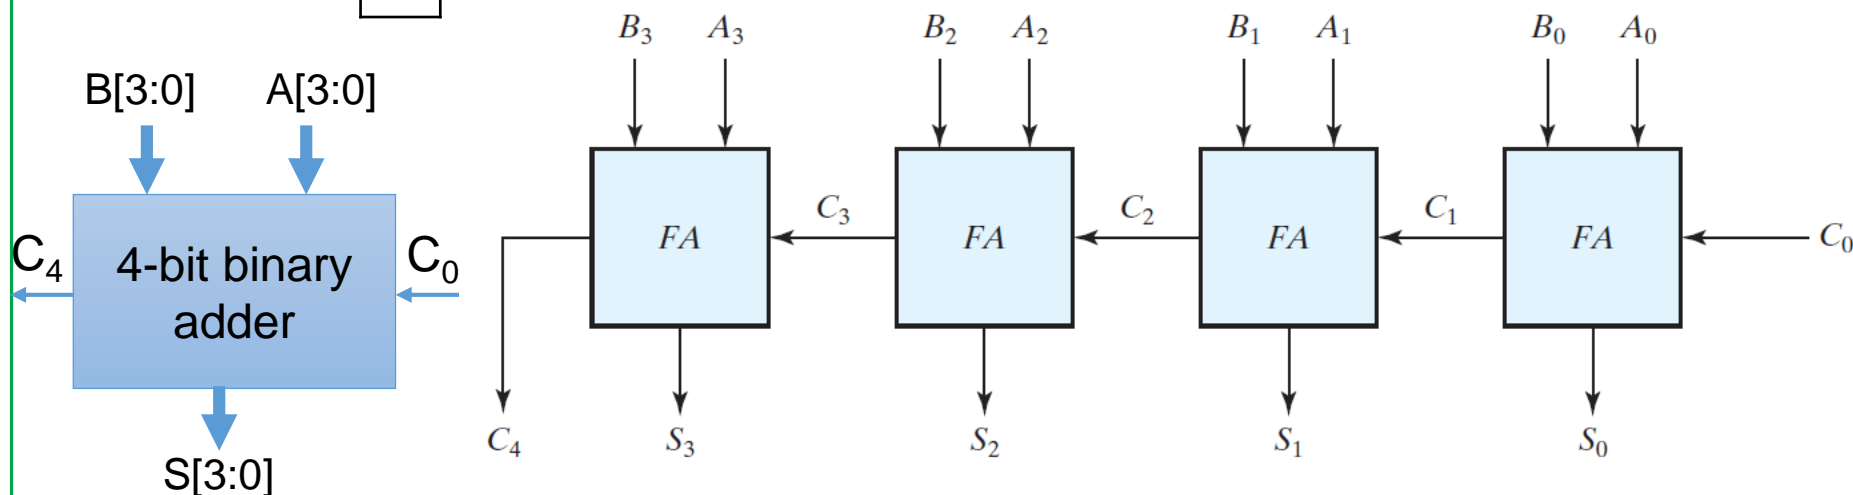 B[3:0] A[3:0]
C4 4-bit binary adder C0
S[3:0]
B3 A3 B2 A2 B1 A1 B0 A0
FA C3 FA C2 FA C1 FA C0
C4 S3 S2 S1 S0